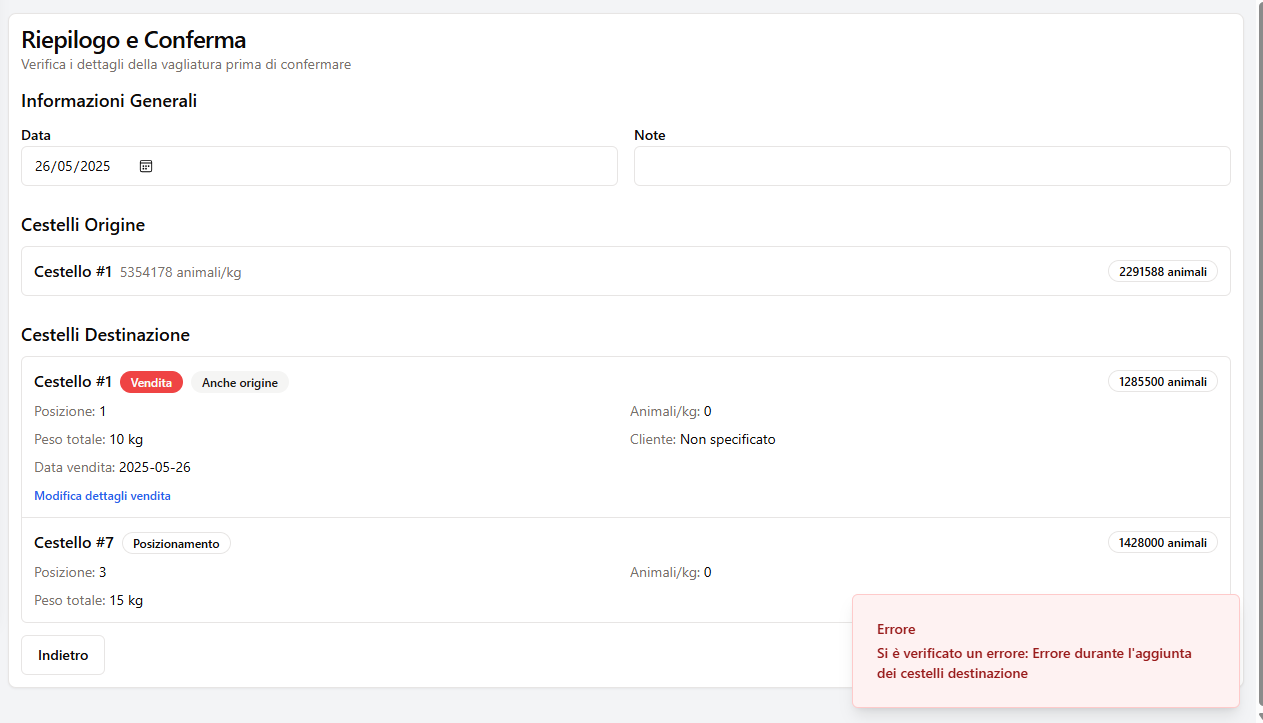 Riepilogo e Conferma
Verifica i dettagli della vagliatura prima di confermare
Informazioni Generali
Data
Note
26/05/2025
Cestelli Origine
Cestello #1 5354178 animali/kg
2291588 animali
Cestelli Destinazione
Cestello #1 Vendita Anche origine
1285500 animali
Posizione: 1
Animali/kg: 0
Peso totale: 10 kg
Cliente: Non specificato
Data vendita: 2025-05-26
Modifica dettagli vendita
Cestello #7 Posizionamento
1428000 animali
Posizione: 3
Animali/kg: 0
Peso totale: 15 kg
Indietro
Errore
Si è verificato un errore: Errore durante l'aggiunta
dei cestelli destinazione